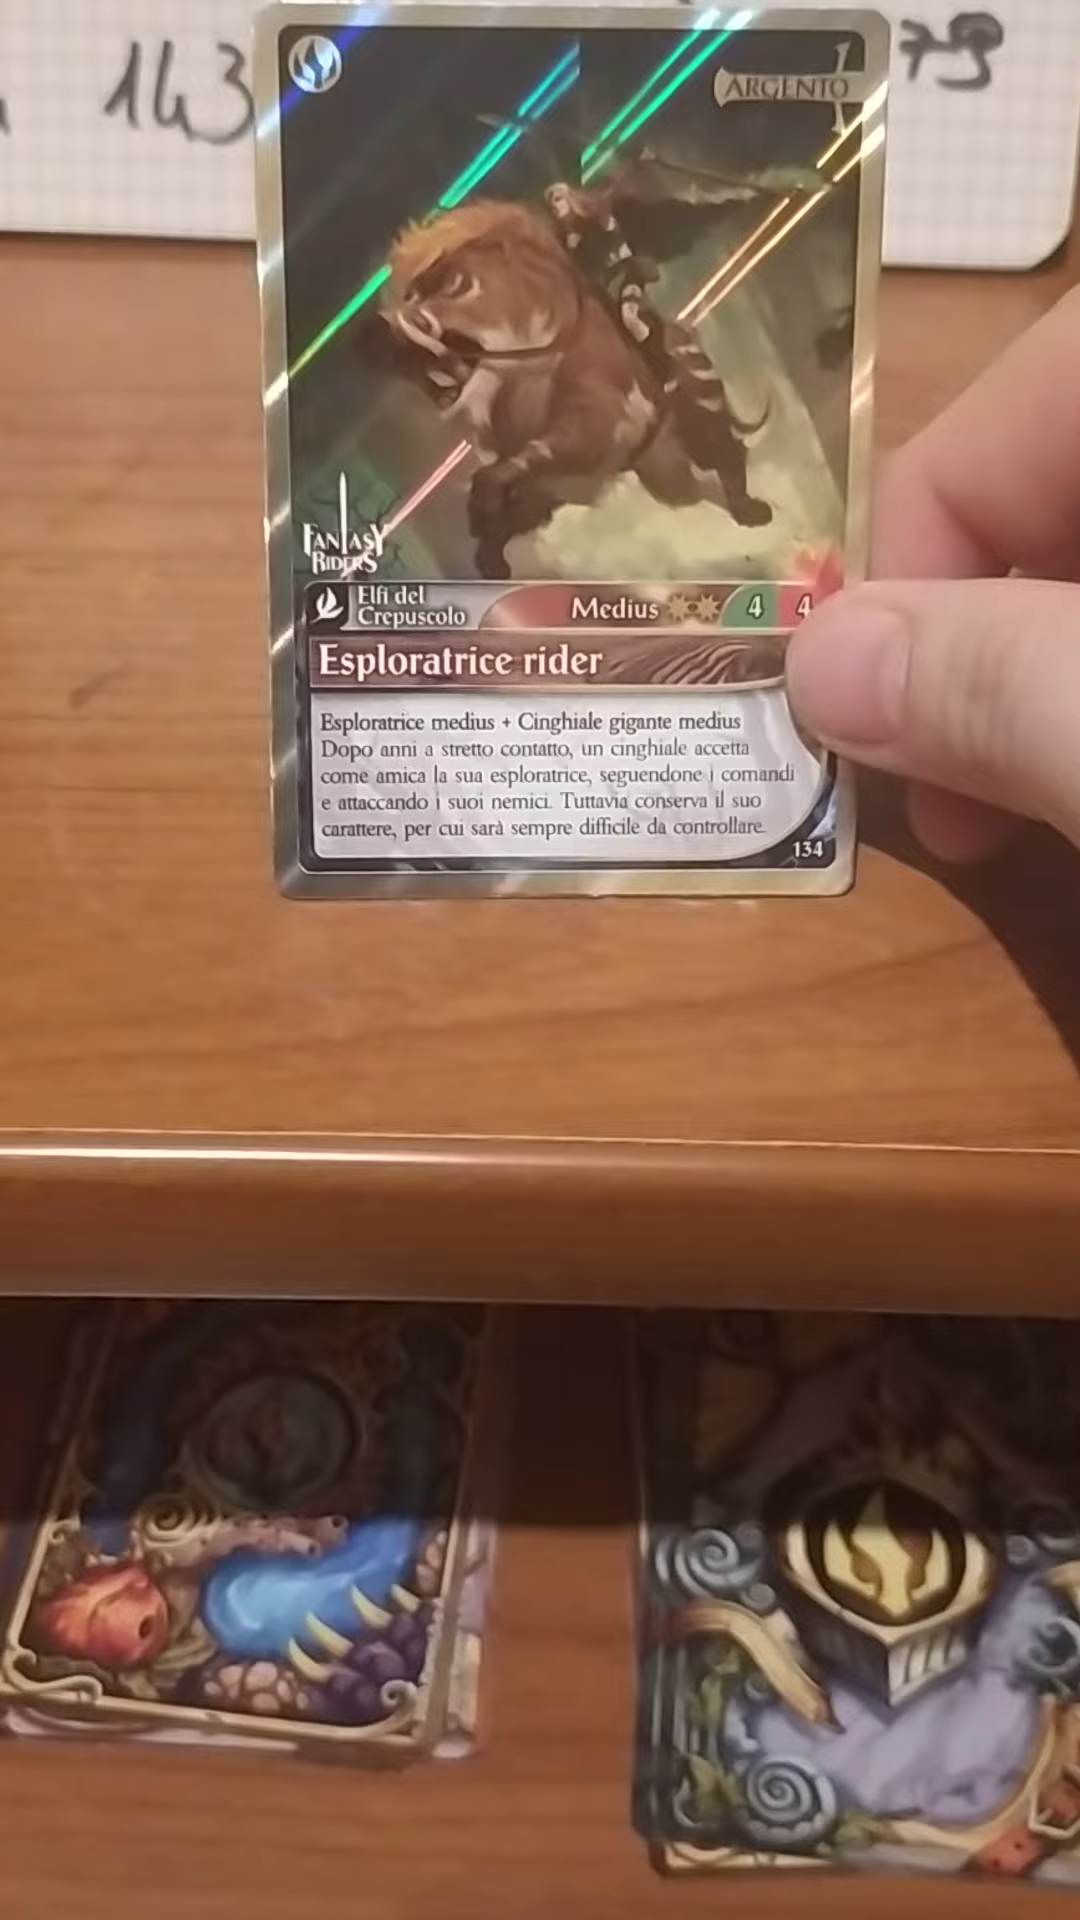 143
79
ARGENTO
FANTASY
RIDERS
Elfi del
Crepuscolo
Medius 4 4
Esploratrice rider
Esploratrice medius + Cinghiale gigante medius
Dopo anni a stretto contatto, un cinghiale accetta
come amica la sua esploratrice, seguendone i comandi
e attaccando i suoi nemici. Tuttavia conserva il suo
carattere, per cui sarà sempre difficile da controllare.
134